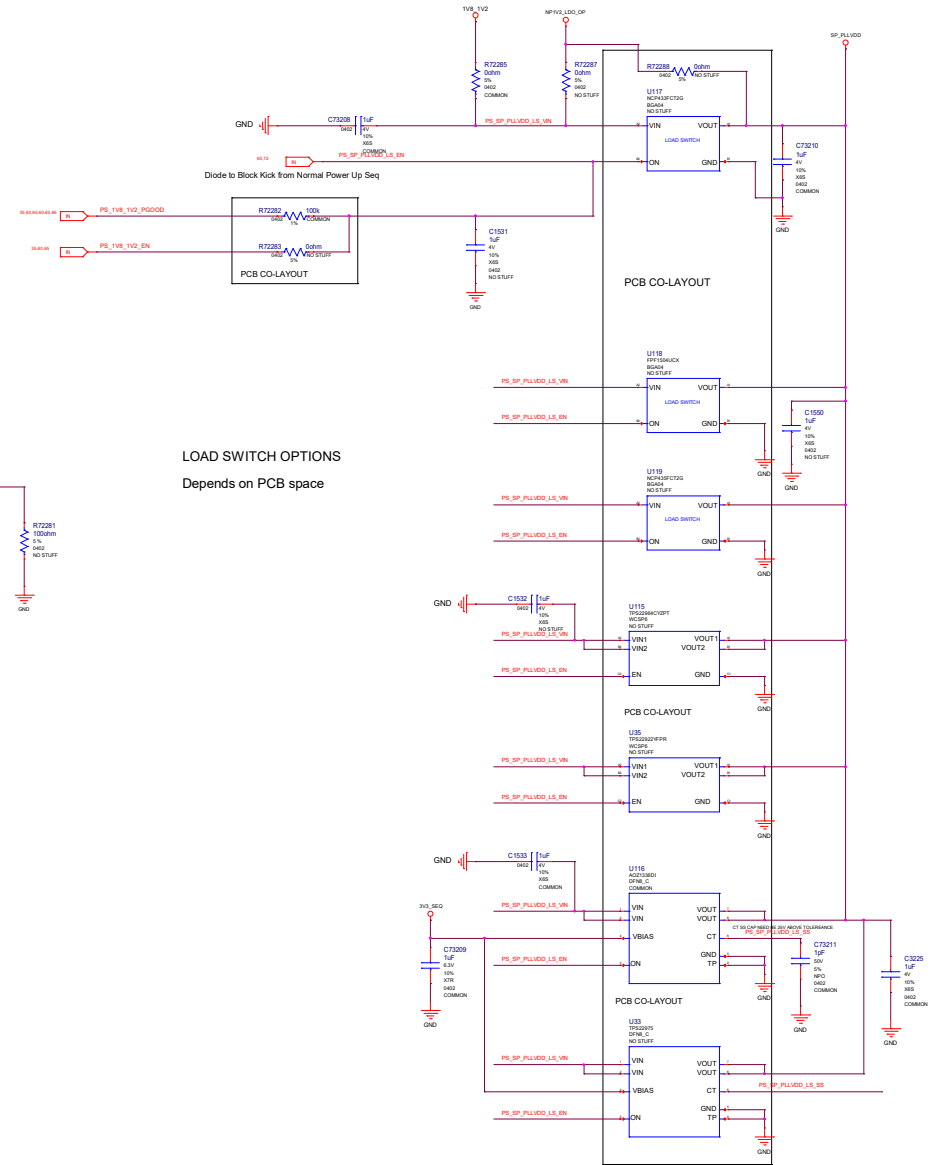 1V8_1V2
NP1V2_LDO_OP
SP_PLLVDD
R72285
0ohm
5%
0402
COMMON
R72287
0ohm
5%
0402
NO STUFF
R72288
0ohm
0402
NO STUFF
5%
U117
NCP433FCT2G
BGA04
NO STUFF
VIN
VOUT
LOAD SWITCH
ON
GND
GND
C73208
1uF
0402
4V
10%
X6S
COMMON
PS_SP_PLLVDD_LS_VIN
IN
PS_SP_PLLVDD_LS_EN
Diode to Block Kick from Normal Power Up Seq
C73210
1uF
4V
10%
X6S
0402
COMMON
GND
IN
PS_1V8_1V2_PGOOD
R72282
100k
0402
COMMON
1%
IN
PS_1V8_1V2_EN
R72283
0ohm
0402
NO STUFF
5%
PCB CO-LAYOUT
C1531
1uF
4V
10%
X6S
0402
NO STUFF
GND
PCB CO-LAYOUT
U118
FPF1504UCX
BGA04
NO STUFF
PS_SP_PLLVDD_LS_VIN
VIN
VOUT
LOAD SWITCH
PS_SP_PLLVDD_LS_EN
ON
GND
GND
C1550
1uF
4V
10%
X6S
0402
NO STUFF
GND
LOAD SWITCH OPTIONS
Depends on PCB space
U119
NCP435FCT2G
BGA04
NO STUFF
PS_SP_PLLVDD_LS_VIN
VIN
VOUT
LOAD SWITCH
PS_SP_PLLVDD_LS_EN
ON
GND
GND
R72281
100ohm
5%
0402
NO STUFF
GND
GND
C1532
1uF
0402
4V
10%
X6S
NO STUFF
U115
TPS22964CYZPT
WCSP6
NO STUFF
PS_SP_PLLVDD_LS_VIN
VIN1
VIN2
VOUT1
VOUT2
PS_SP_PLLVDD_LS_EN
EN
GND
GND
PCB CO-LAYOUT
U35
TPS22922YFPR
WCSP6
NO STUFF
PS_SP_PLLVDD_LS_VIN
VIN1
VIN2
VOUT1
VOUT2
PS_SP_PLLVDD_LS_EN
EN
GND
GND
GND
C1533
1uF
0402
4V
10%
X6S
COMMON
U116
AOZ1336DI
DFN8_C
COMMON
PS_SP_PLLVDD_LS_VIN
VIN
VIN
VOUT
VOUT
3V3_SEQ
VBIAS
CT
CT SS CAP NEED BE 25V ABOVE TOLEREANCE
PS_SP_PLLVDD_LS_SS
PS_SP_PLLVDD_LS_EN
ON
GND
TP
GND
C73209
1uF
6.3V
10%
X7R
0402
COMMON
GND
C73211
1pF
50V
5%
NPO
0402
COMMON
GND
C3225
1uF
4V
10%
X6S
0402
COMMON
GND
PCB CO-LAYOUT
U33
TPS22975
DFN8_C
NO STUFF
PS_SP_PLLVDD_LS_VIN
VIN
VIN
VOUT
VOUT
VBIAS
CT
PS_SP_PLLVDD_LS_SS
PS_SP_PLLVDD_LS_EN
ON
GND
TP
GND